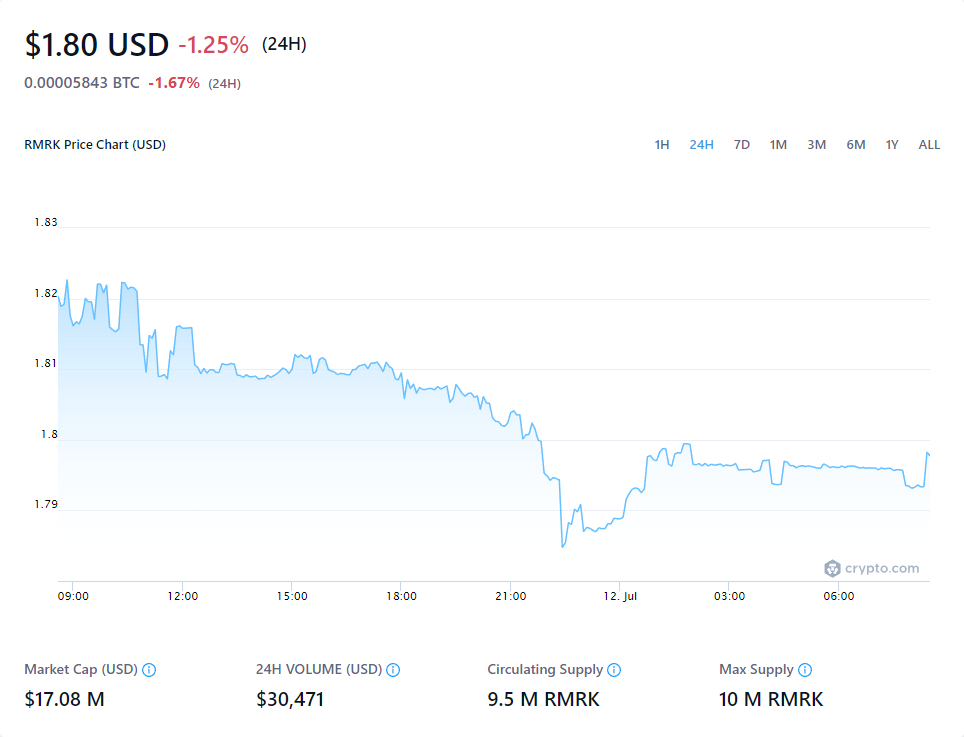 $1.80 USD -1.25% (24H)
0.00005843 BTC -1.67% (24H)
RMRK Price Chart (USD) 1H 24H 7D 1M 3M 6M 1Y ALL
1.83
1.82
1.81
1.8
1.79
crypto.com
09:00 12:00 15:00 18:00 21:00 12. Jul 03:00 06:00
Market Cap (USD) 24H VOLUME (USD) Circulating Supply Max Supply
$17.08 M $30,471 9.5 M RMRK 10 M RMRK